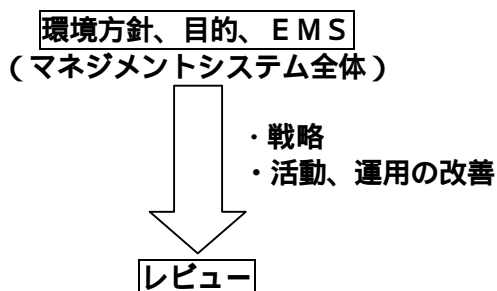 環境方針、目的、ＥＭＳ
（マネジメントシステム全体）
・戦略
・活動、運用の改善
レビュー